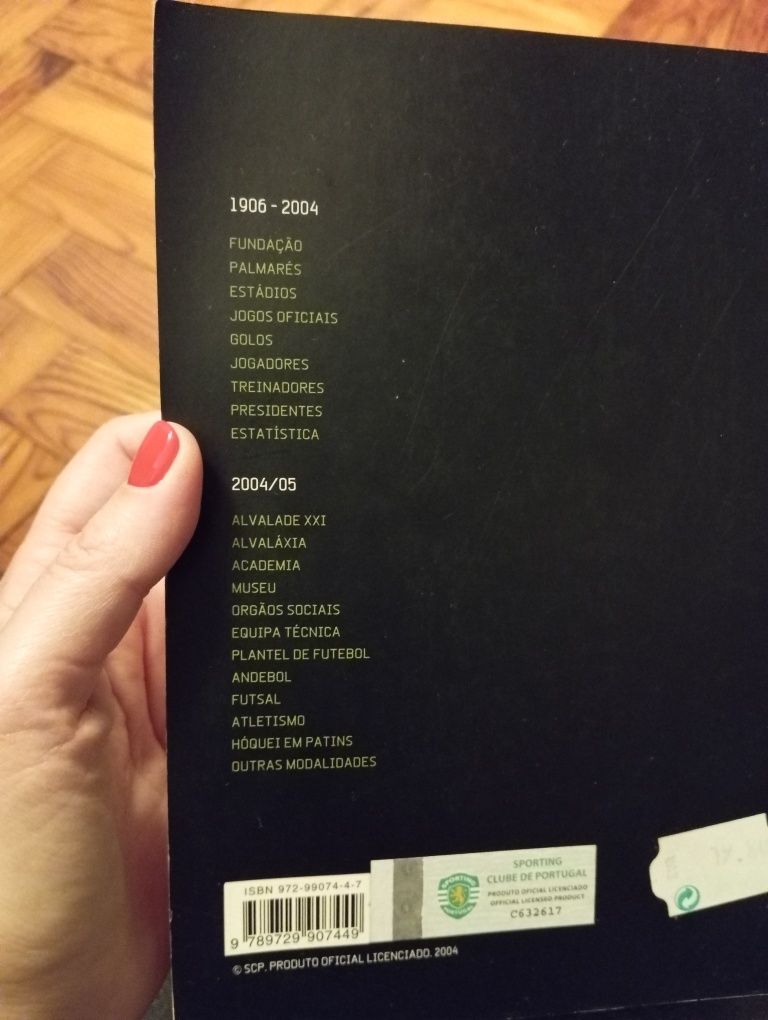 1906 - 2004
FUNDAÇÃO
PALMARÉS
ESTÁDIOS
JOGOS OFICIAIS
GOLOS
JOGADORES
TREINADORES
PRESIDENTES
ESTATÍSTICA
2004/05
ALVALADE XXI
ALVALÁXIA
ACADEMIA
MUSEU
ORGÃOS SOCIAIS
EQUIPA TÉCNICA
PLANTEL DE FUTEBOL
ANDEBOL
FUTSAL
ATLETISMO
HÓQUEI EM PATINS
OUTRAS MODALIDADES
ISBN 972-99074-4-7
9 789729 907449
SPORTING
CLUBE DE PORTUGAL
PRODUTO OFICIAL LICENCIADO
OFFICIAL LICENSED PRODUCT
C632617
SPORTING
PORTUGAL
© SCP. PRODUTO OFICIAL LICENCIADO. 2004